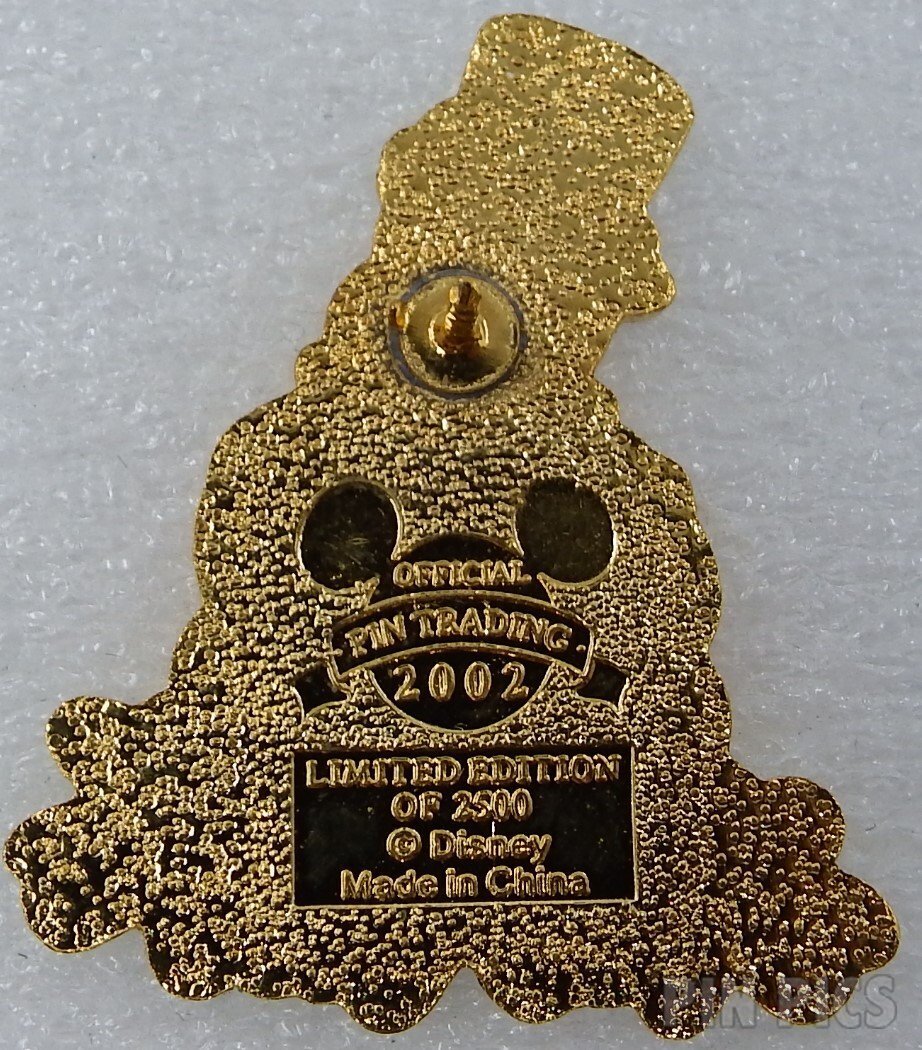 OFFICIAL
PIN TRADING
2002
LIMITED EDITION
OF 2500
© Disney
Made in China
PIN PICS